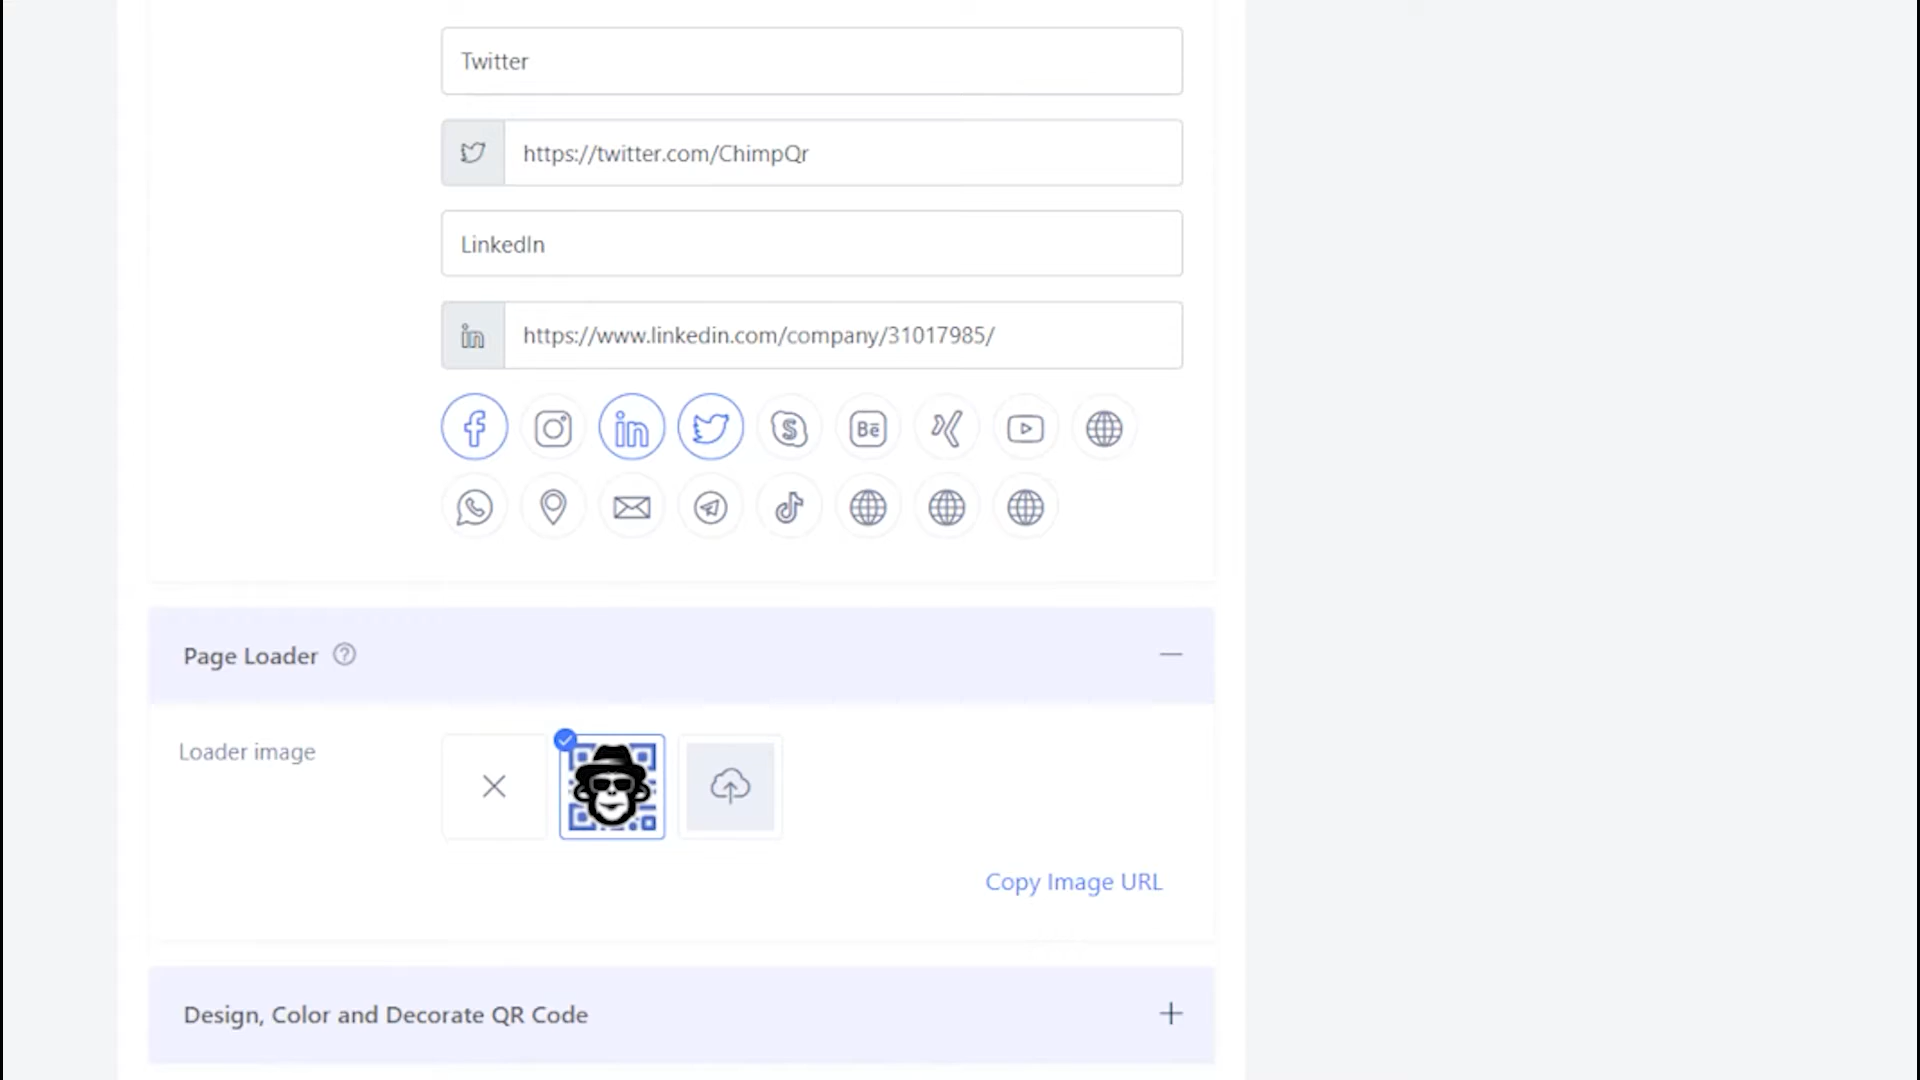 Twitter
https://twitter.com/ChimpQr
LinkedIn
https://www.linkedin.com/company/31017985/
Page Loader
Loader image
Copy Image URL
Design, Color and Decorate QR Code